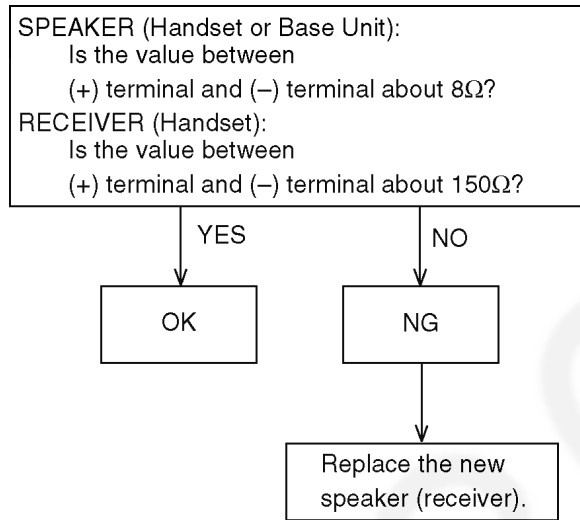 SPEAKER (Handset or Base Unit):
Is the value between
(+) terminal and (–) terminal about 8Ω?
RECEIVER (Handset):
Is the value between
(+) terminal and (–) terminal about 150Ω?
YES
NO
OK
NG
Replace the new
speaker (receiver).